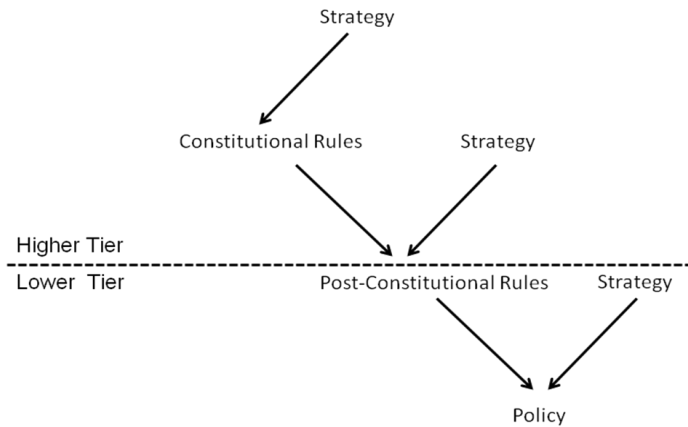 Strategy
Constitutional Rules
Strategy
Higher Tier
Lower Tier
Post-Constitutional Rules
Strategy
Policy